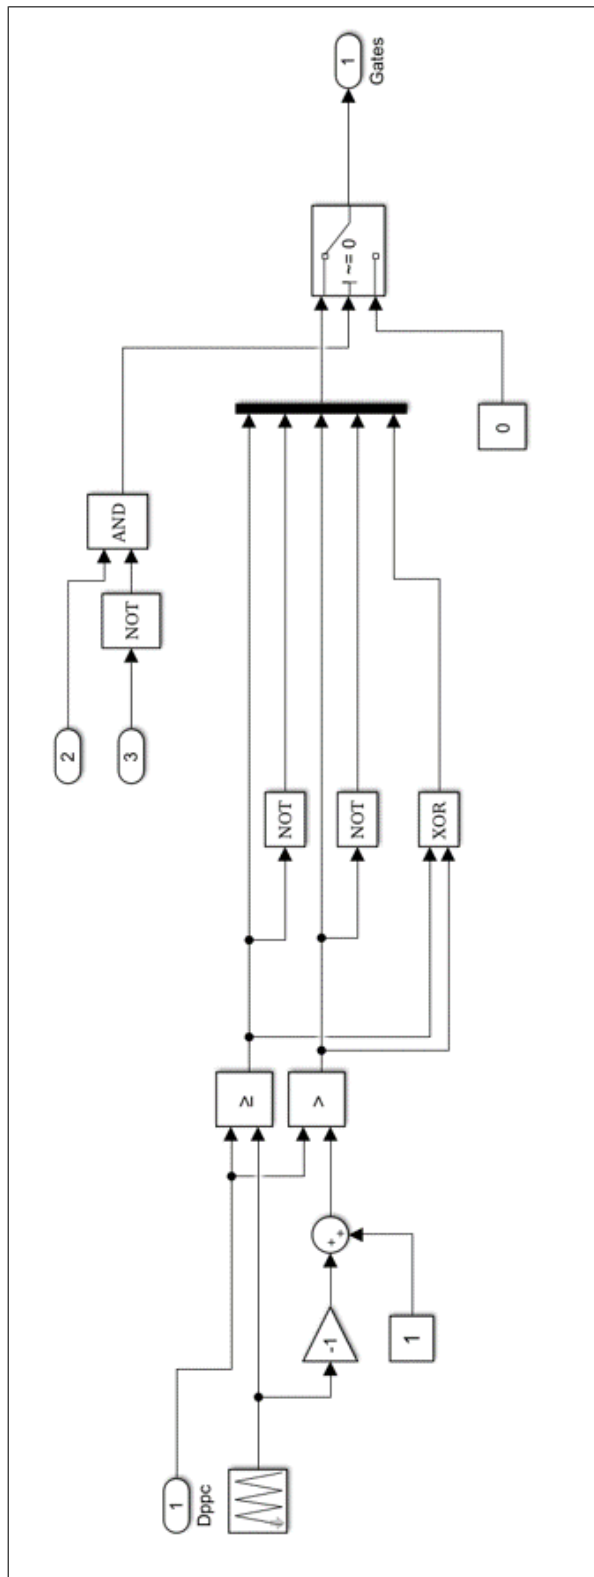 2
AND
3
NOT
1
Dppc
≥
NOT
>
NOT
-1
+
+
1
XOR
~= 0
1
Gates
0